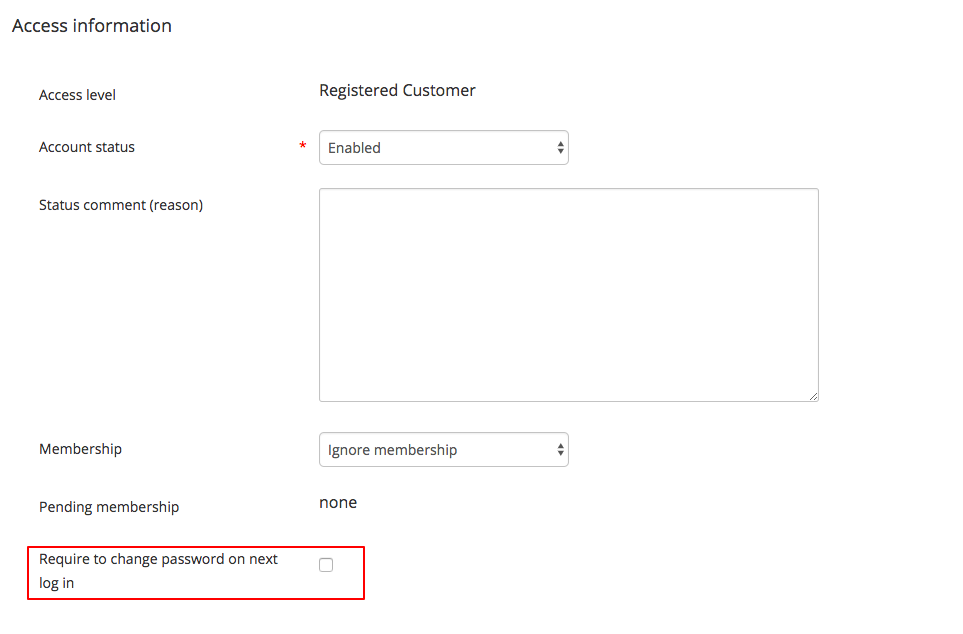 Access information
Access level
Registered Customer
Account status
*
Enabled
Status comment (reason)
Membership
Ignore membership
Pending membership
none
Require to change password on next
log in